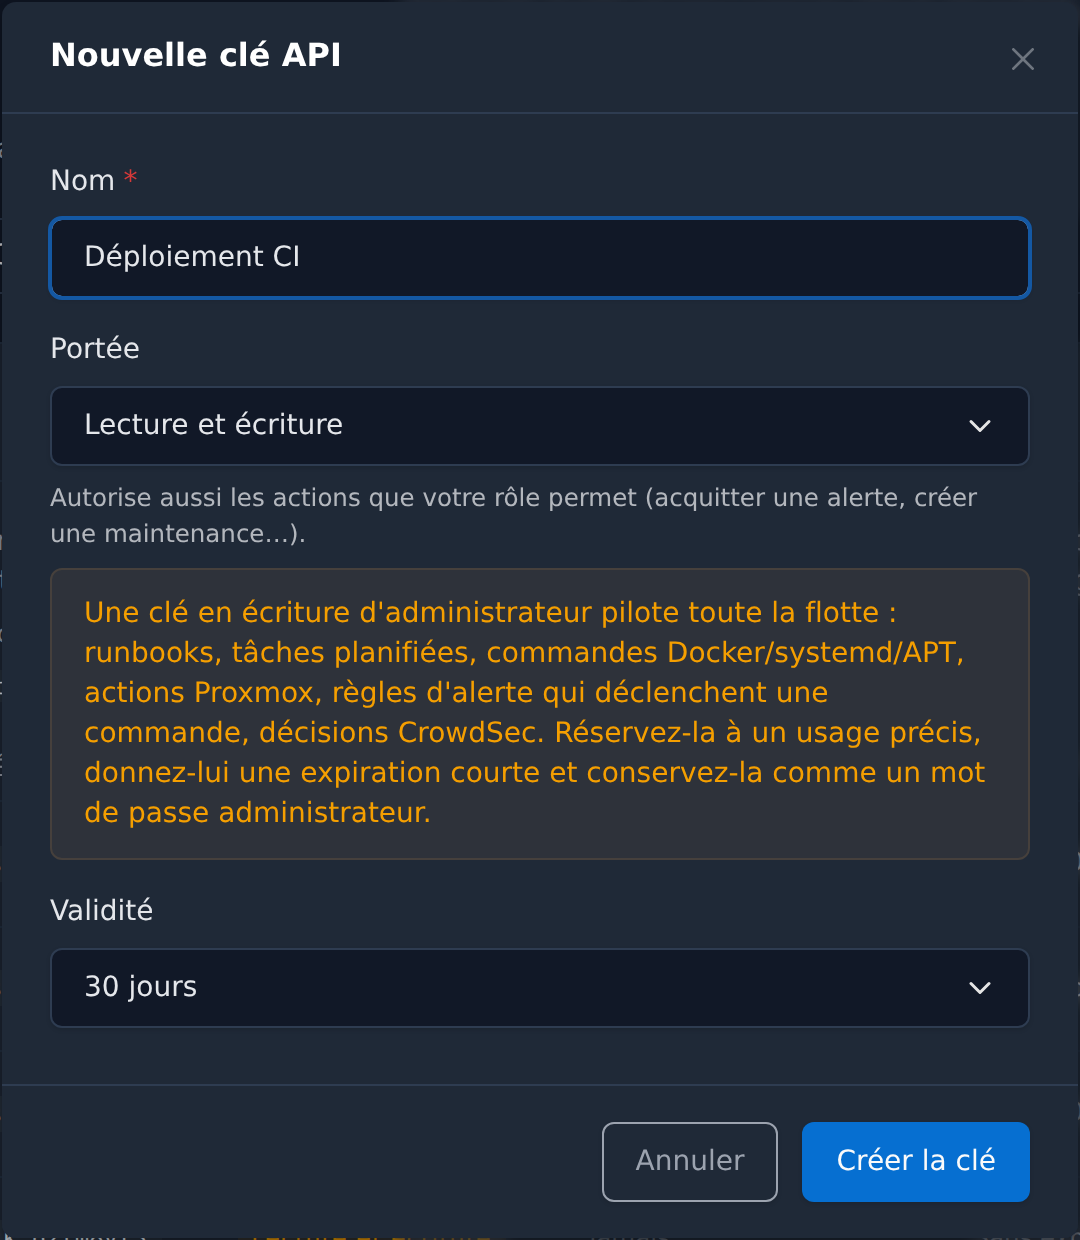 Nouvelle clé API
Nom *
Déploiement CI
Portée
Lecture et écriture
Autorise aussi les actions que votre rôle permet (acquitter une alerte, créer
une maintenance…).
Une clé en écriture d'administrateur pilote toute la flotte :
runbooks, tâches planifiées, commandes Docker/systemd/APT,
actions Proxmox, règles d'alerte qui déclenchent une
commande, décisions CrowdSec. Réservez-la à un usage précis,
donnez-lui une expiration courte et conservez-la comme un mot
de passe administrateur.
Validité
30 jours
Annuler
Créer la clé